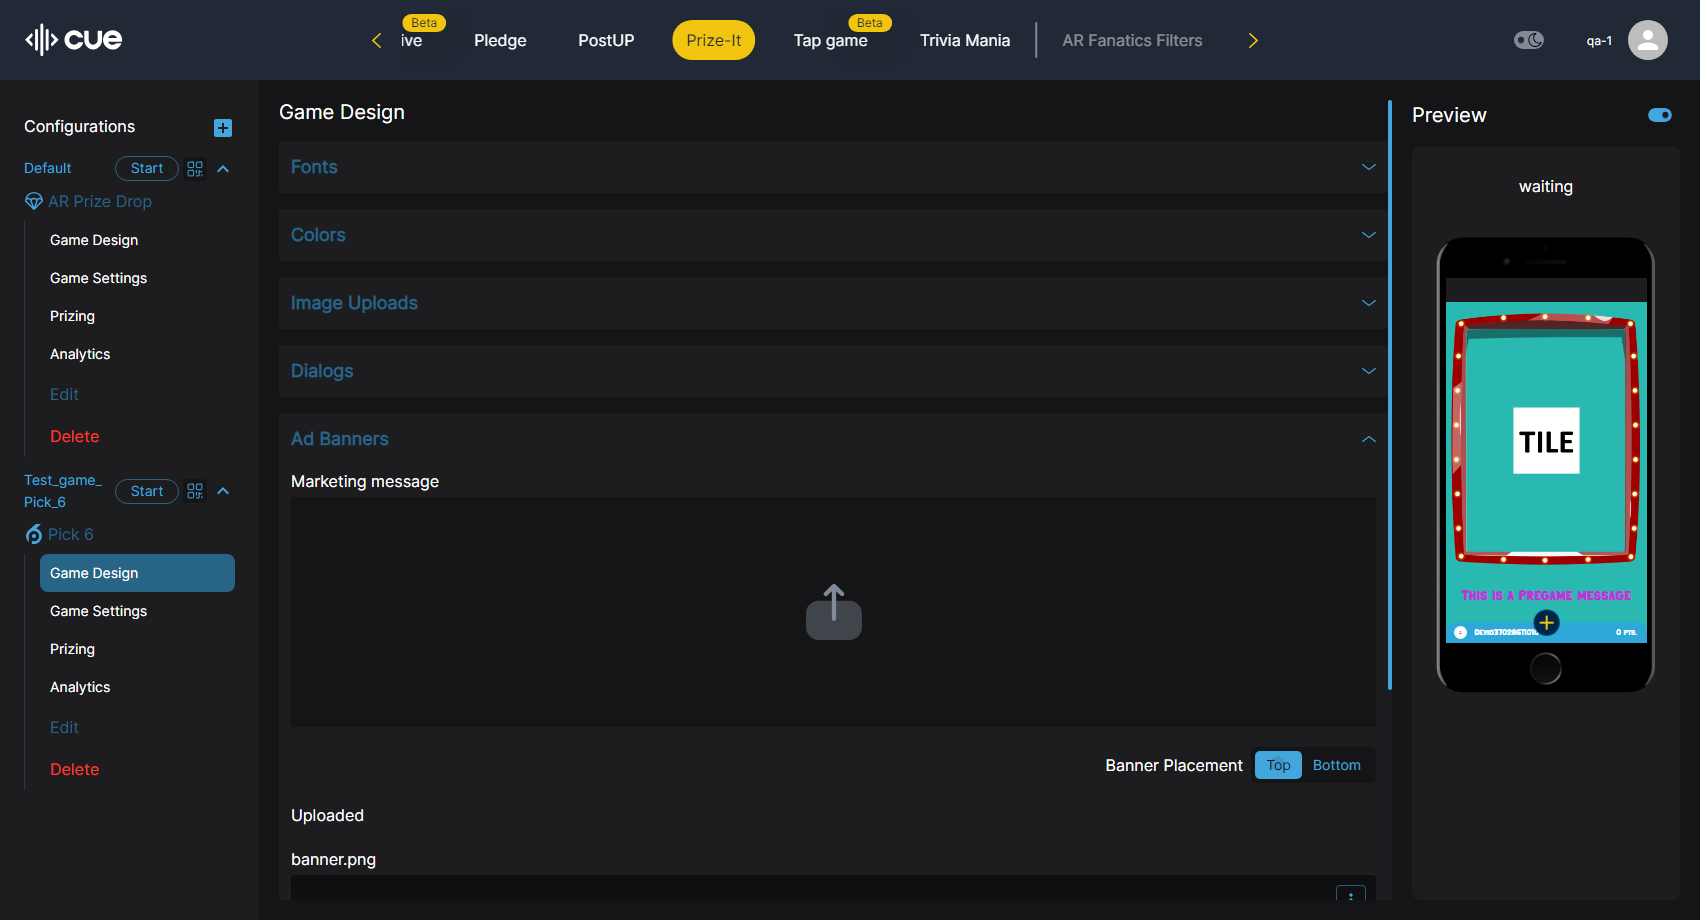 cue
Beta
ive
Pledge
PostUP
Prize-It
Beta
Tap game
Trivia Mania
AR Fanatics Filters
qa-1
Configurations
Default
Start
AR Prize Drop
Game Design
Game Settings
Prizing
Analytics
Edit
Delete
Test_game_
Pick_6
Start
Pick 6
Game Design
Game Settings
Prizing
Analytics
Edit
Delete
Game Design
Fonts
Colors
Image Uploads
Dialogs
Ad Banners
Marketing message
Banner Placement
Top
Bottom
Uploaded
banner.png
Preview
waiting
TILE
This is a Pregame message
0 pts.